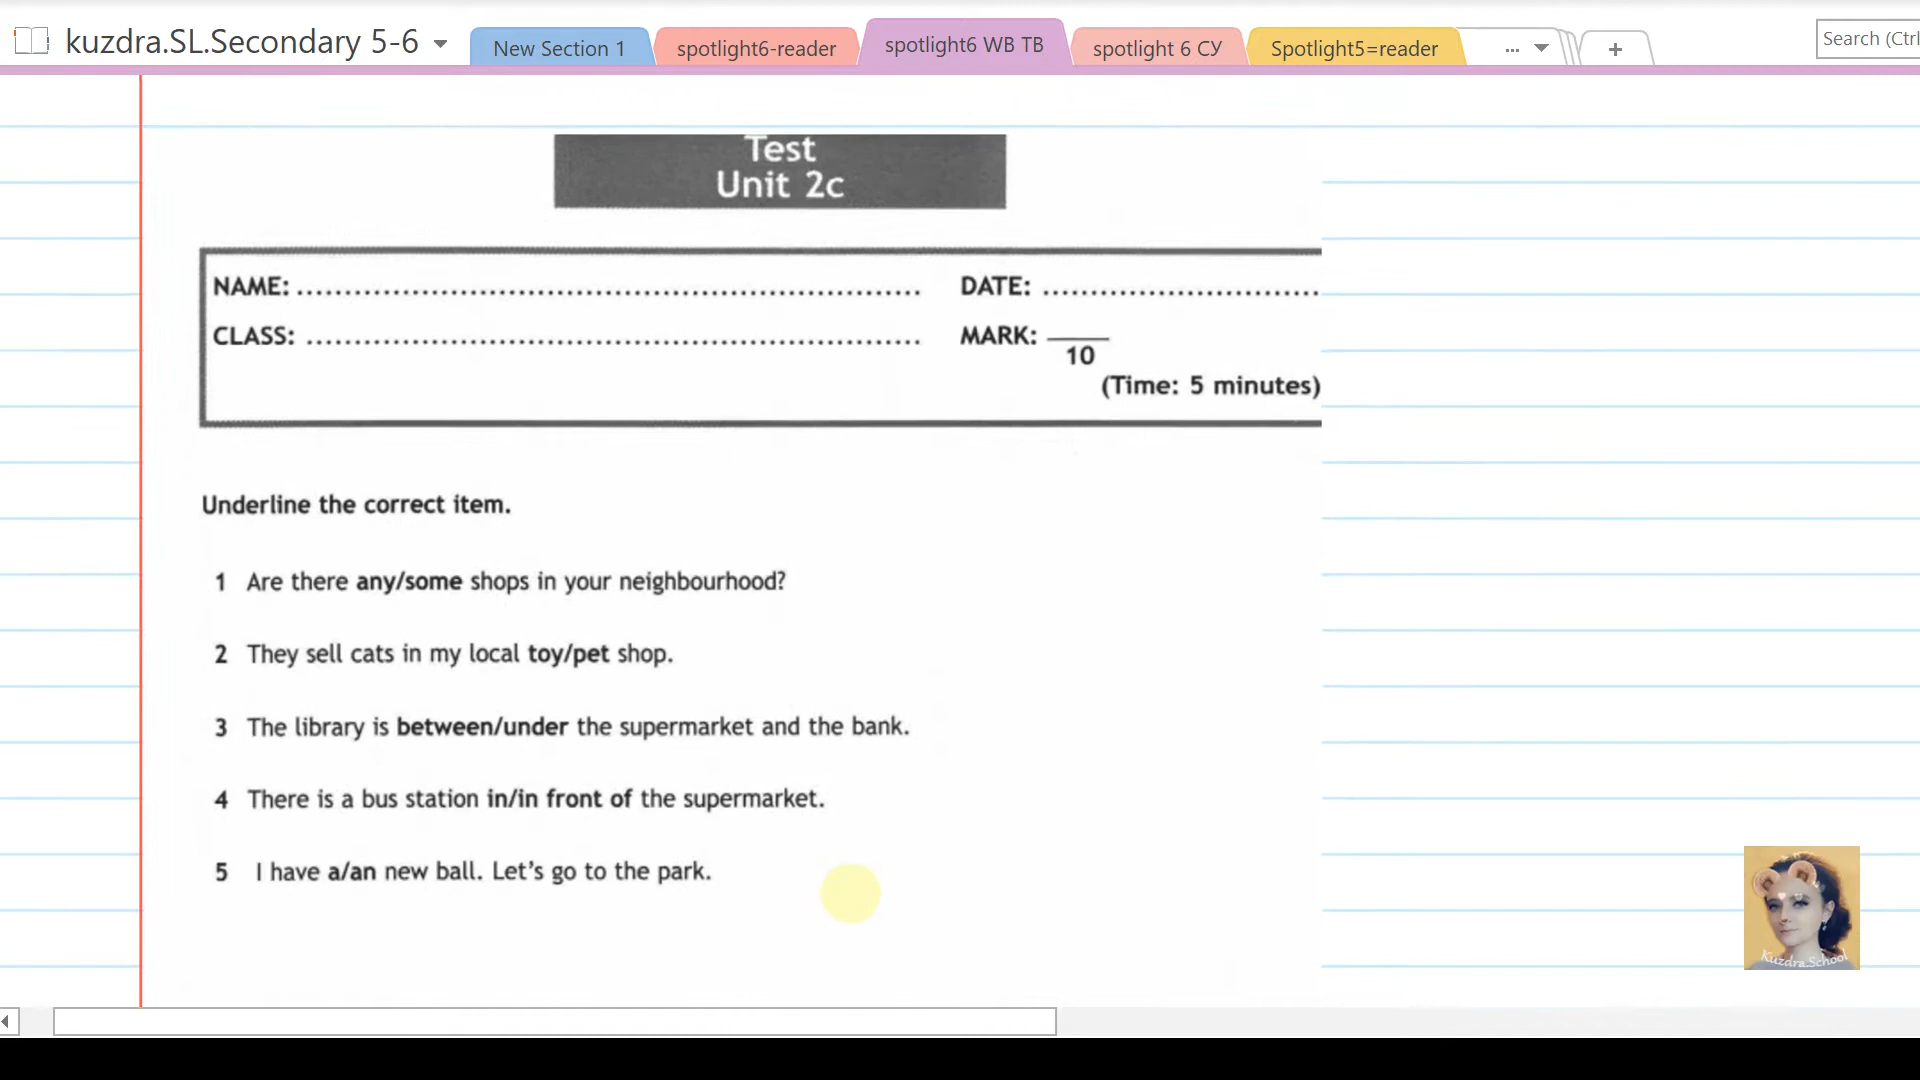 kuzdra.SL.Secondary 5-6
New Section 1
spotlight6-reader
spotlight6 WB TB
spotlight 6 СУ
Spotlight5=reader
...
+
Search (Ctrl
Test
Unit 2c
NAME: ............................................................ DATE: ............................
CLASS: ........................................................... MARK: ___
10
(Time: 5 minutes)
Underline the correct item.
1 Are there any/some shops in your neighbourhood?
2 They sell cats in my local toy/pet shop.
3 The library is between/under the supermarket and the bank.
4 There is a bus station in/in front of the supermarket.
5 I have a/an new ball. Let's go to the park.
Kuzdra.School